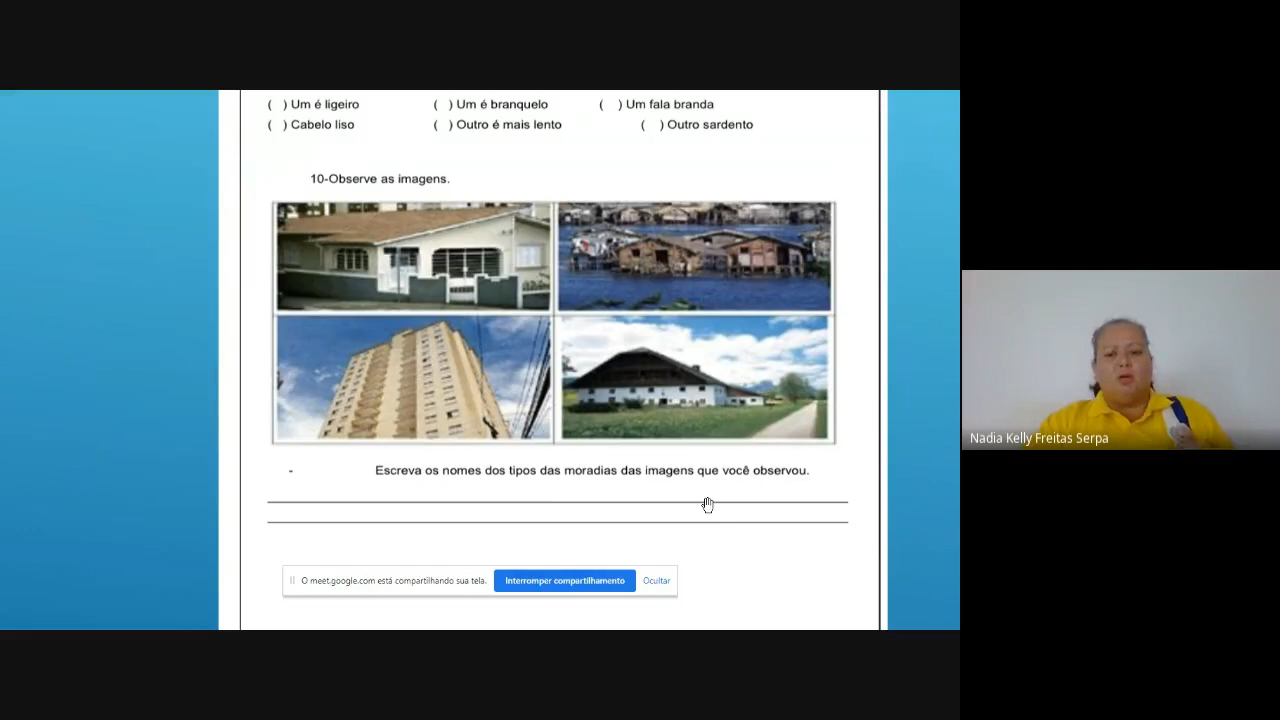 ( ) Um é ligeiro ( ) Um é branquelo ( ) Um fala branda
( ) Cabelo liso ( ) Outro é mais lento ( ) Outro sardento
10-Observe as imagens.
- Escreva os nomes dos tipos das moradias das imagens que você observou.
O meet.google.com está compartilhando sua tela. Interromper compartilhamento Ocultar
Nadia Kelly Freitas Serpa